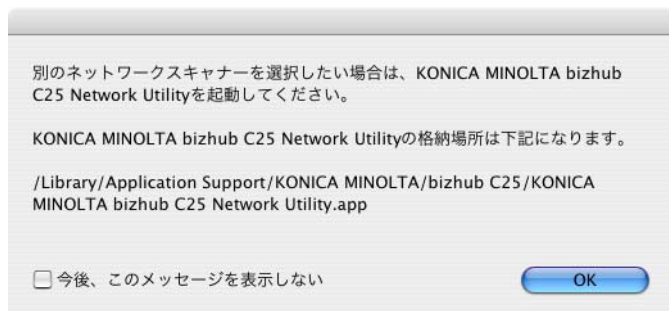 別のネットワークスキャナーを選択したい場合は、KONICA MINOLTA bizhub
C25 Network Utilityを起動してください。
KONICA MINOLTA bizhub C25 Network Utilityの格納場所は下記になります。
/Library/Application Support/KONICA MINOLTA/bizhub C25/KONICA
MINOLTA bizhub C25 Network Utility.app
今後、このメッセージを表示しない
OK